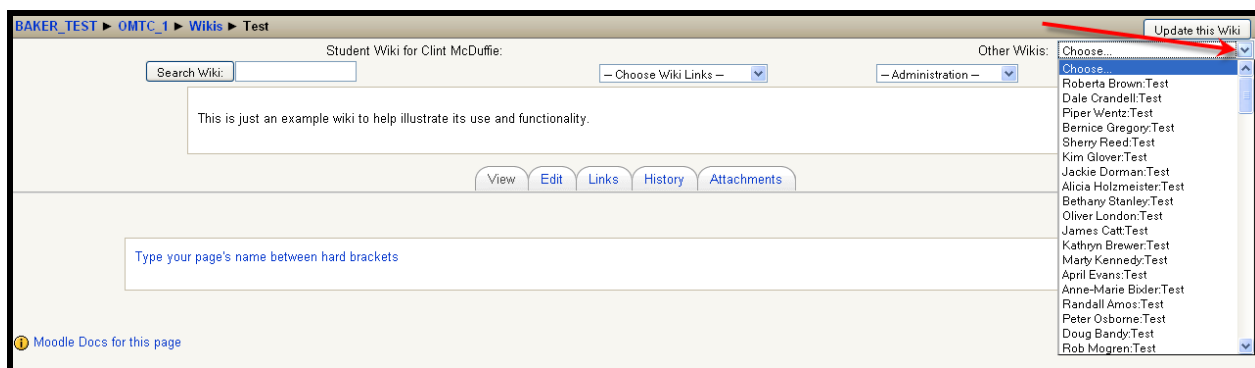 BAKER_TEST ► OMTC_1 ► Wikis ► Test
Update this Wiki
Student Wiki for Clint McDuffie:
Other Wikis: Choose...
Search Wiki:
– Choose Wiki Links –
– Administration –
Choose...
Roberta Brown:Test
Dale Crandell:Test
Piper Wentz:Test
Bernice Gregory:Test
Sherry Reed:Test
Kim Glover:Test
Jackie Dorman:Test
Alicia Holzmeister:Test
Bethany Stanley:Test
Oliver London:Test
James Catt:Test
Kathryn Brewer:Test
Marty Kennedy:Test
April Evans:Test
Anne-Marie Bixler:Test
Randall Amos:Test
Peter Osborne:Test
Doug Bandy:Test
Rob Mogren:Test
This is just an example wiki to help illustrate its use and functionality.
View Edit Links History Attachments
Type your page's name between hard brackets
Moodle Docs for this page